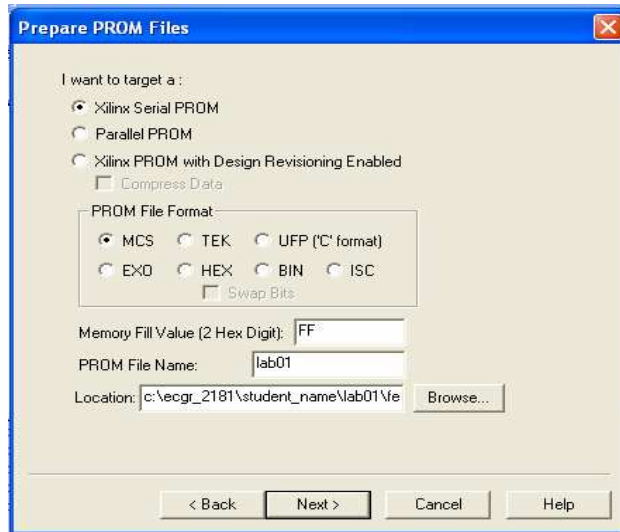 Prepare PROM Files
I want to target a :
Xilinx Serial PROM
Parallel PROM
Xilinx PROM with Design Revisioning Enabled
Compress Data
PROM File Format
MCS TEK UFP ('C' format)
EXO HEX BIN ISC
Swap Bits
Memory Fill Value (2 Hex Digit): FF
PROM File Name: lab01
Location: c:\ecgr_2181\student_name\lab01\fe Browse...
< Back Next > Cancel Help